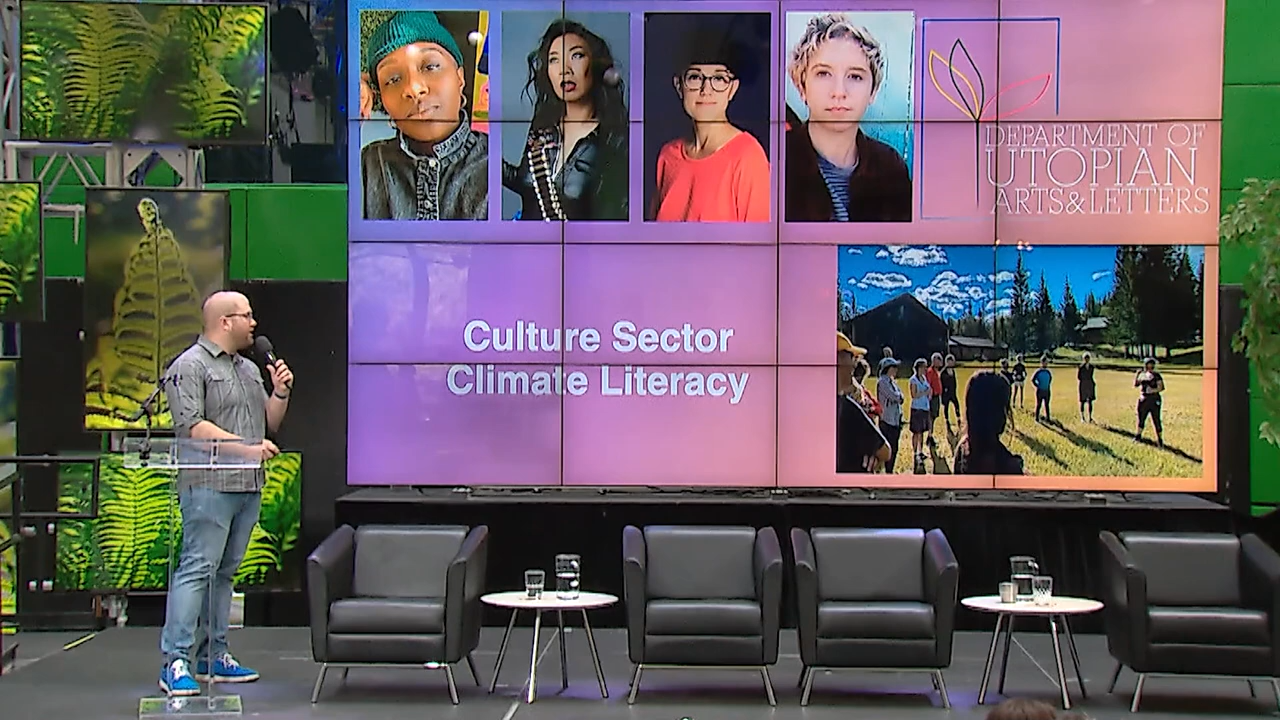 DEPARTMENT OF
UTOPIAN
ARTS&LETTERS
Culture Sector
Climate Literacy